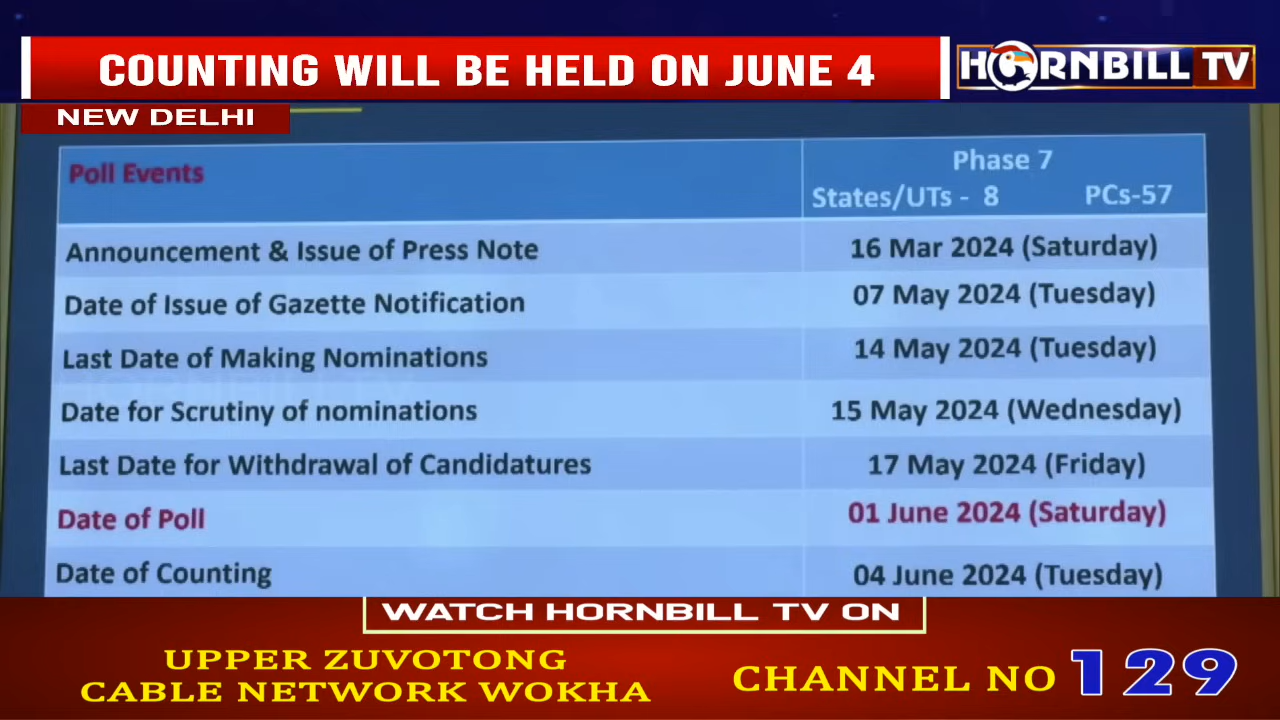 COUNTING WILL BE HELD ON JUNE 4
HORNBILL TV
NEW DELHI
Poll Events
Phase 7
States/UTs - 8 PCs-57
Announcement & Issue of Press Note 16 Mar 2024 (Saturday)
Date of Issue of Gazette Notification 07 May 2024 (Tuesday)
Last Date of Making Nominations 14 May 2024 (Tuesday)
Date for Scrutiny of nominations 15 May 2024 (Wednesday)
Last Date for Withdrawal of Candidatures 17 May 2024 (Friday)
Date of Poll 01 June 2024 (Saturday)
Date of Counting 04 June 2024 (Tuesday)
WATCH HORNBILL TV ON
UPPER ZUVOTONG
CABLE NETWORK WOKHA
CHANNEL NO 129